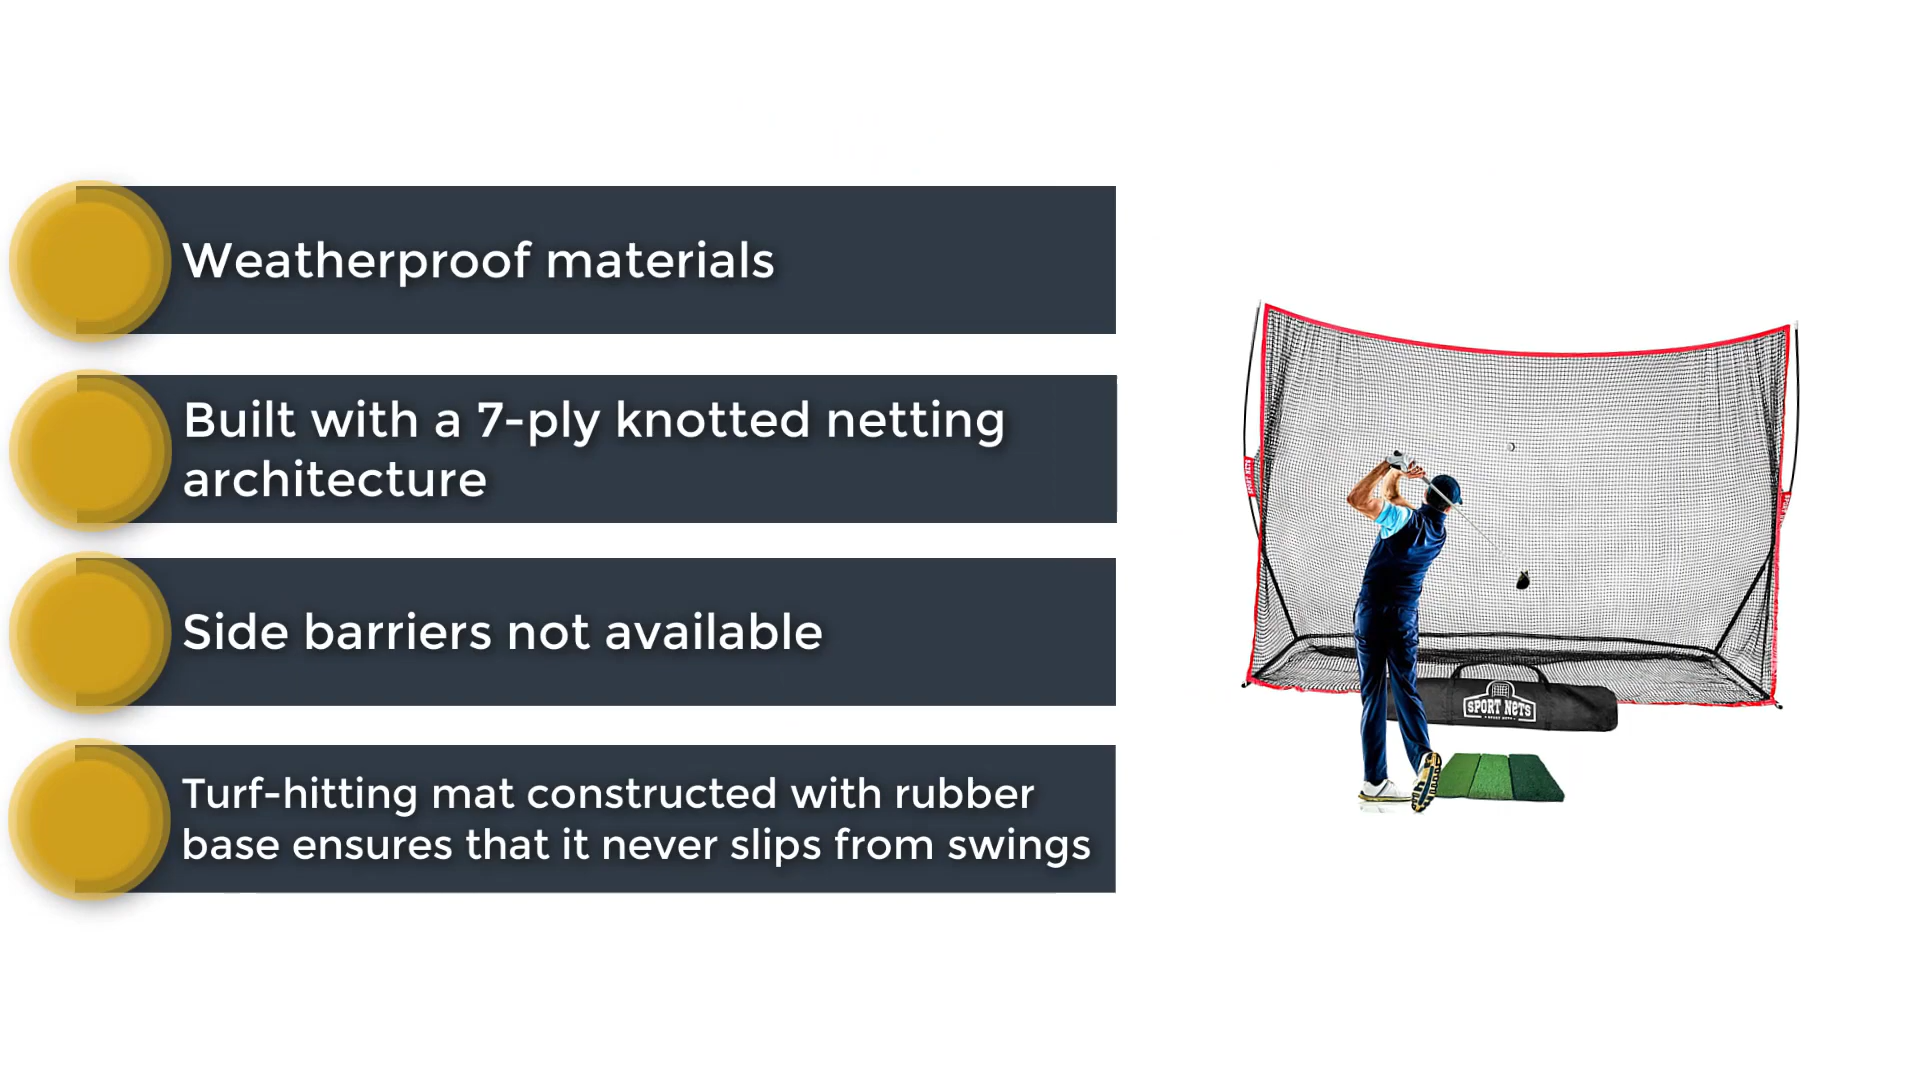 Weatherproof materials
Built with a 7-ply knotted netting
architecture
Side barriers not available
Turf-hitting mat constructed with rubber
base ensures that it never slips from swings
SPORT NETS